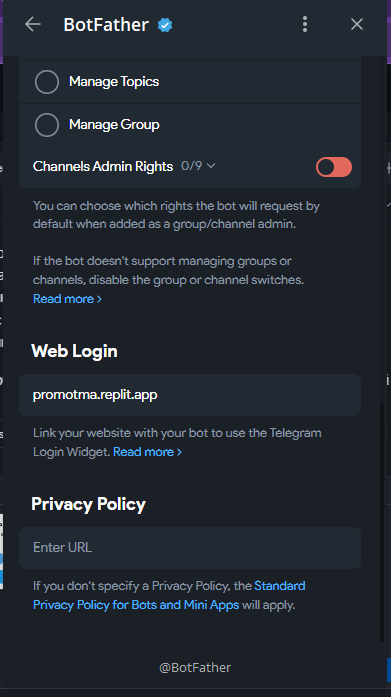 BotFather
Manage Topics
Manage Group
Channels Admin Rights 0/9
You can choose which rights the bot will request by
default when added as a group/channel admin.
If the bot doesn't support managing groups or
channels, disable the group or channel switches.
Read more >
Web Login
promotma.replit.app
Link your website with your bot to use the Telegram
Login Widget. Read more >
Privacy Policy
Enter URL
If you don't specify a Privacy Policy, the Standard
Privacy Policy for Bots and Mini Apps will apply.
@BotFather